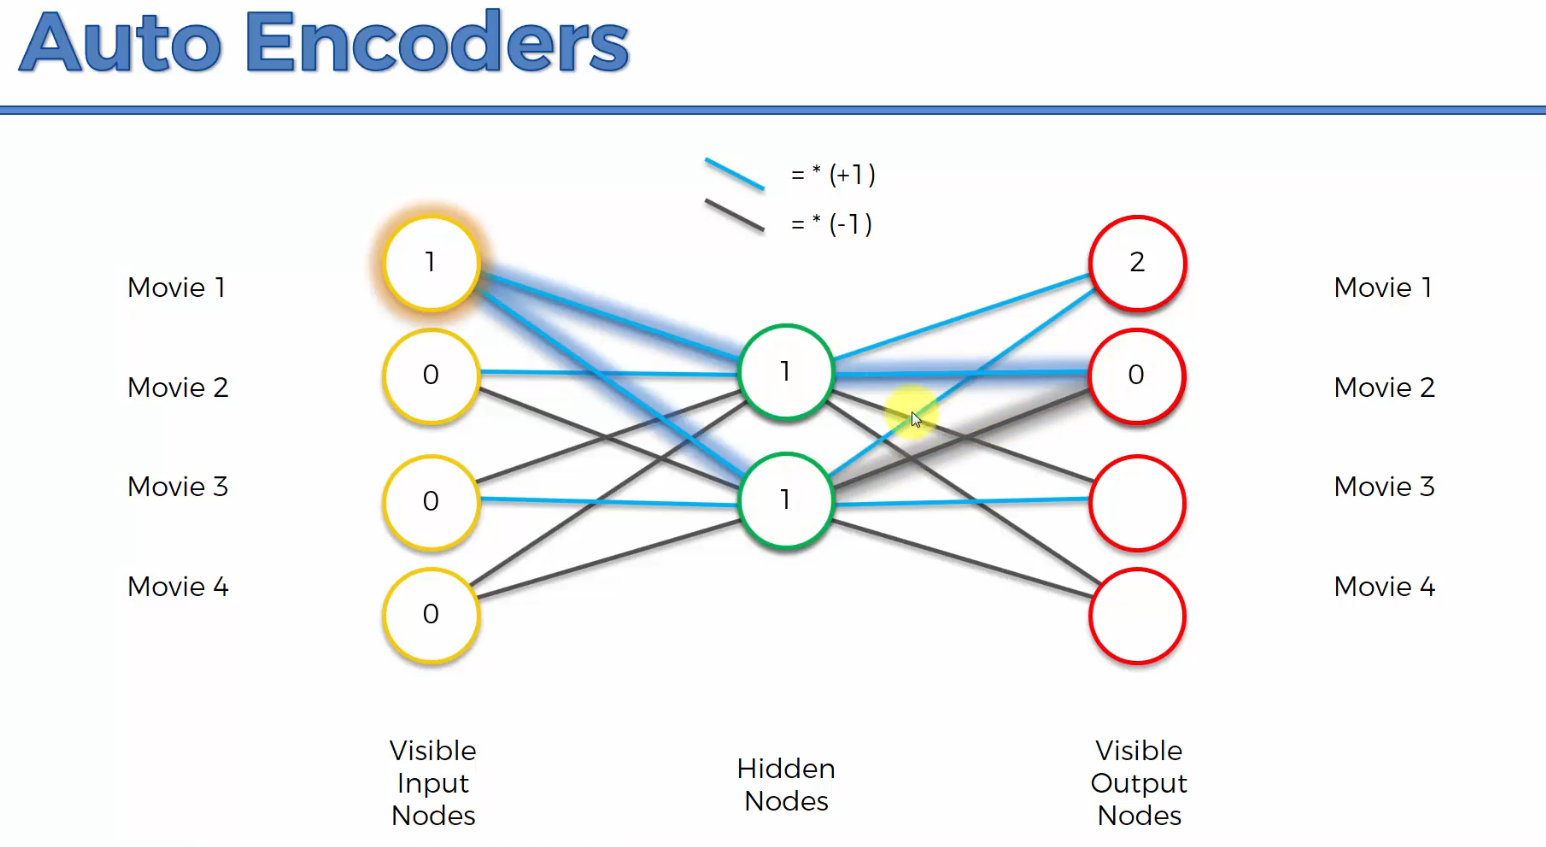 Auto Encoders
= * (+1)
= * (-1)
1
2
Movie 1
Movie 1
1
0
0
Movie 2
Movie 2
Movie 3
0
1
Movie 3
Movie 4
0
Movie 4
Visible
Input
Nodes
Hidden
Nodes
Visible
Output
Nodes